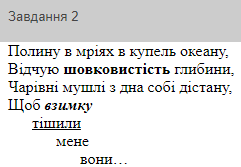 Завдання 2
Полину в мріях в купель океану,
Відчую шовковистість глибини,
Чарівні мушлі з дна собі дістану,
Щоб взимку
тішили
мене
вони…